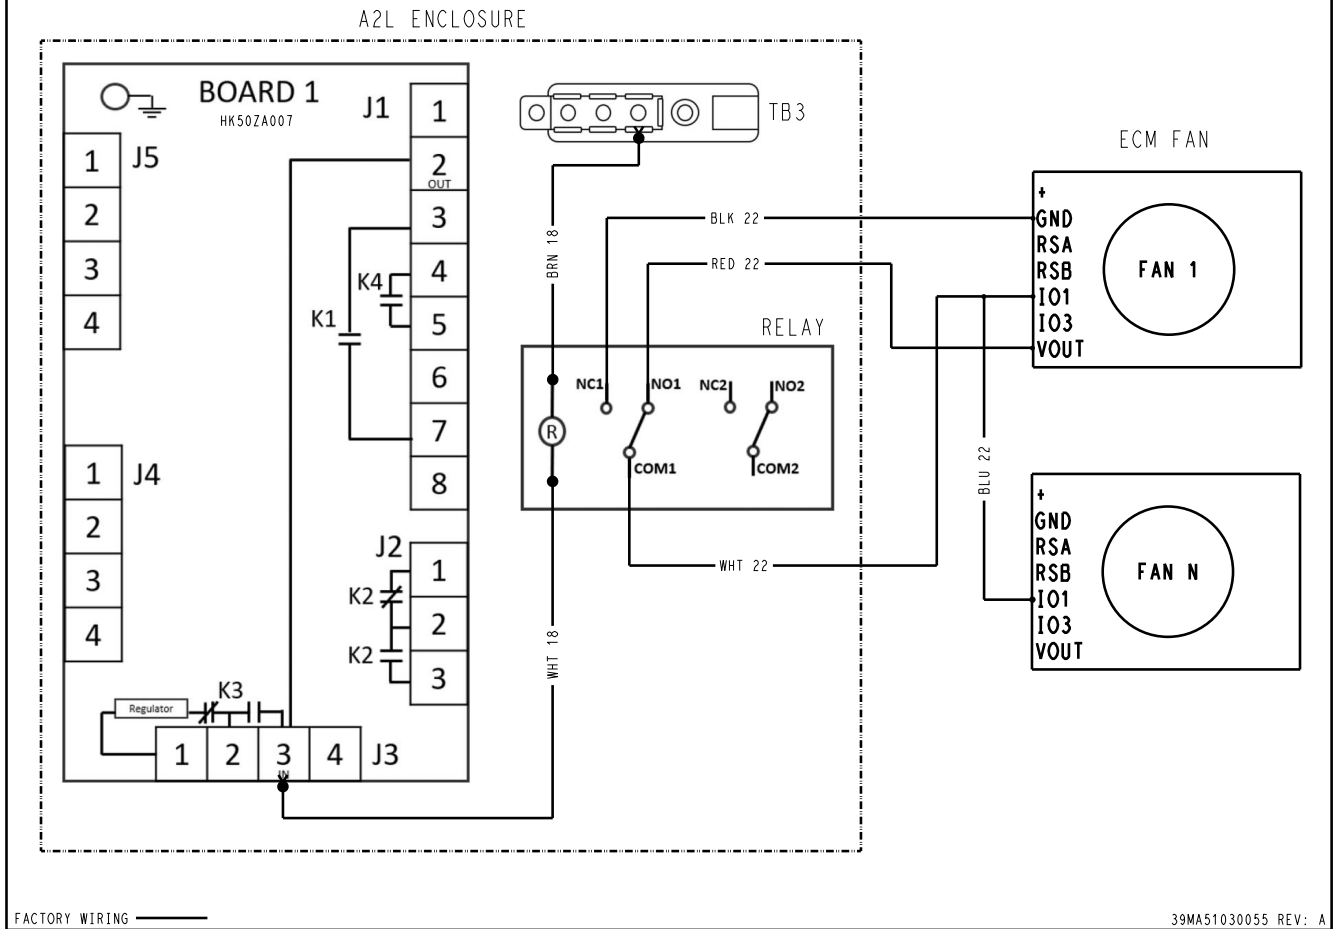 A2L ENCLOSURE
BOARD 1
HK50ZA007
J1
1
2
OUT
3
4
5
6
7
8
J5
1
2
3
4
K4
K1
J4
1
2
3
4
J2
1
2
3
K2
K2
K3
Regulator
1
2
3
IN
4
J3
TB3
BRN 18
BLK 22
RED 22
RELAY
NC1
NO1
NC2
NO2
R
COM1
COM2
WHT 22
WHT 18
BLU 22
ECM FAN
+
GND
RSA
RSB
IO1
IO3
VOUT
FAN 1
+
GND
RSA
RSB
IO1
IO3
VOUT
FAN N
FACTORY WIRING
39MA51030055 REV: A